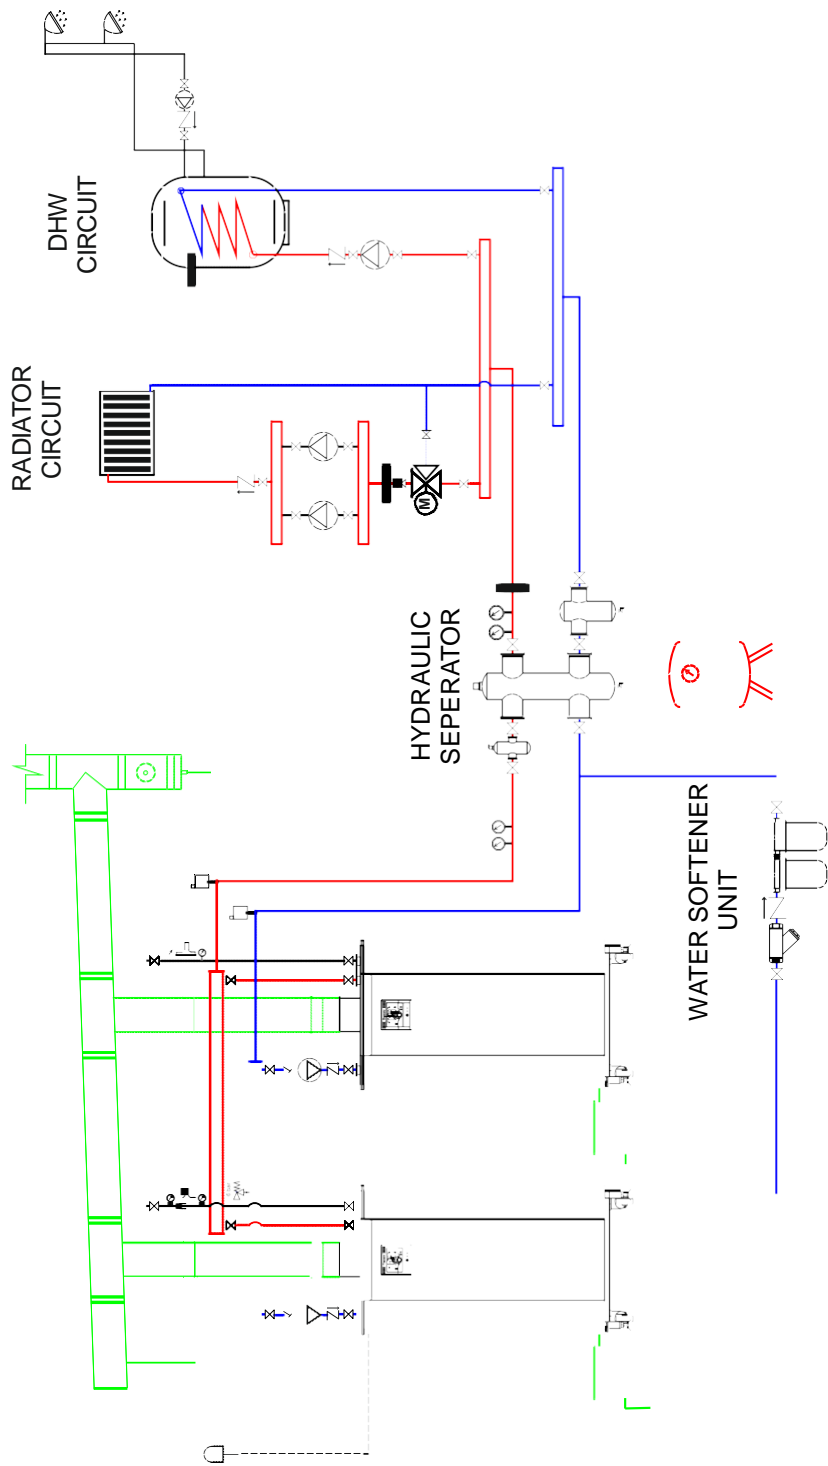 DHW
CIRCUIT
RADIATOR
CIRCUIT
M
HYDRAULIC
SEPERATOR
WATER SOFTENER
UNIT